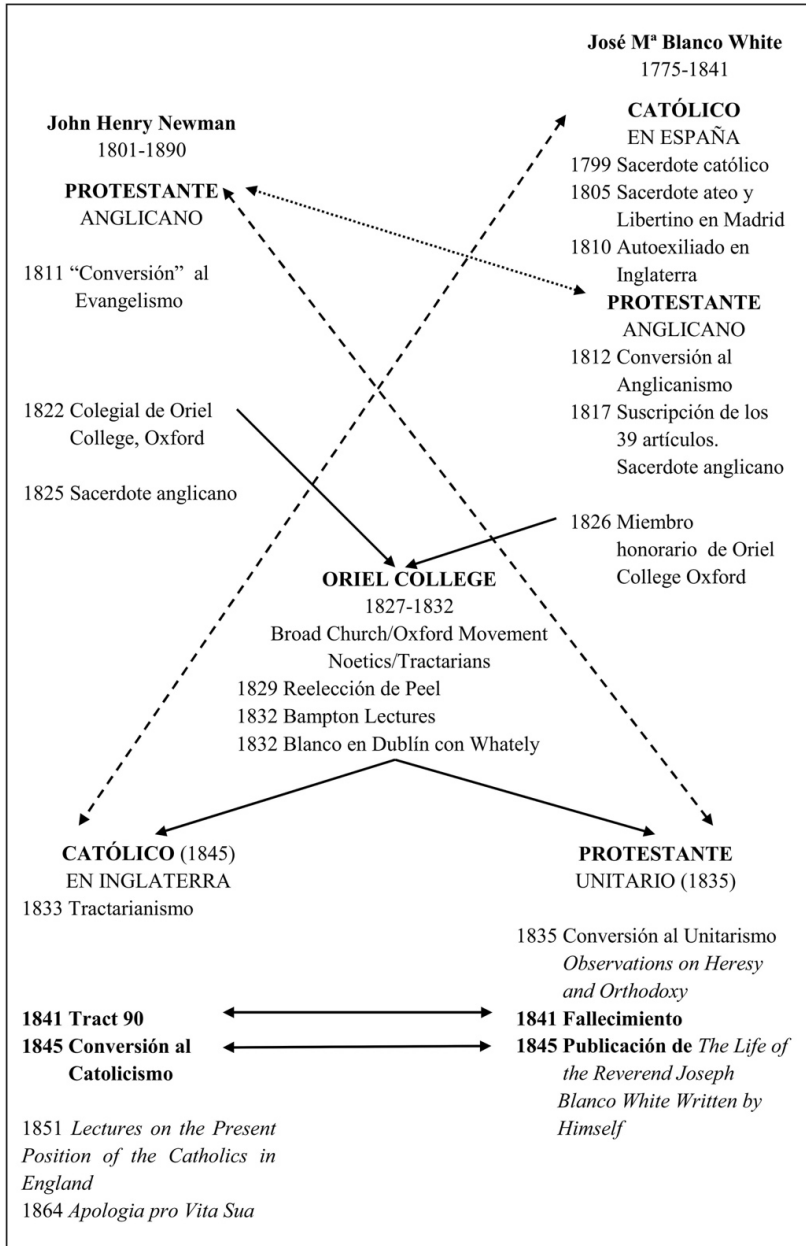 José Mª Blanco White
1775-1841
CATÓLICO
EN ESPAÑA
1799 Sacerdote católico
1805 Sacerdote ateo y
Libertino en Madrid
1810 Autoexiliado en
Inglaterra
PROTESTANTE
ANGLICANO
1812 Conversión al
Anglicanismo
1817 Suscripción de los
39 artículos.
Sacerdote anglicano
1826 Miembro
honorario de Oriel
College Oxford
John Henry Newman
1801-1890
PROTESTANTE
ANGLICANO
1811 “Conversión” al
Evangelismo
1822 Colegial de Oriel
College, Oxford
1825 Sacerdote anglicano
ORIEL COLLEGE
1827-1832
Broad Church/Oxford Movement
Noetics/Tractarians
1829 Reelección de Peel
1832 Bampton Lectures
1832 Blanco en Dublín con Whately
CATÓLICO (1845)
EN INGLATERRA
1833 Tractarianismo
1841 Tract 90
1845 Conversión al
Catolicismo
1851 Lectures on the Present
Position of the Catholics in
England
1864 Apologia pro Vita Sua
PROTESTANTE
UNITARIO (1835)
1835 Conversión al Unitarismo
Observations on Heresy
and Orthodoxy
1841 Fallecimiento
1845 Publicación de The Life of
the Reverend Joseph
Blanco White Written by
Himself